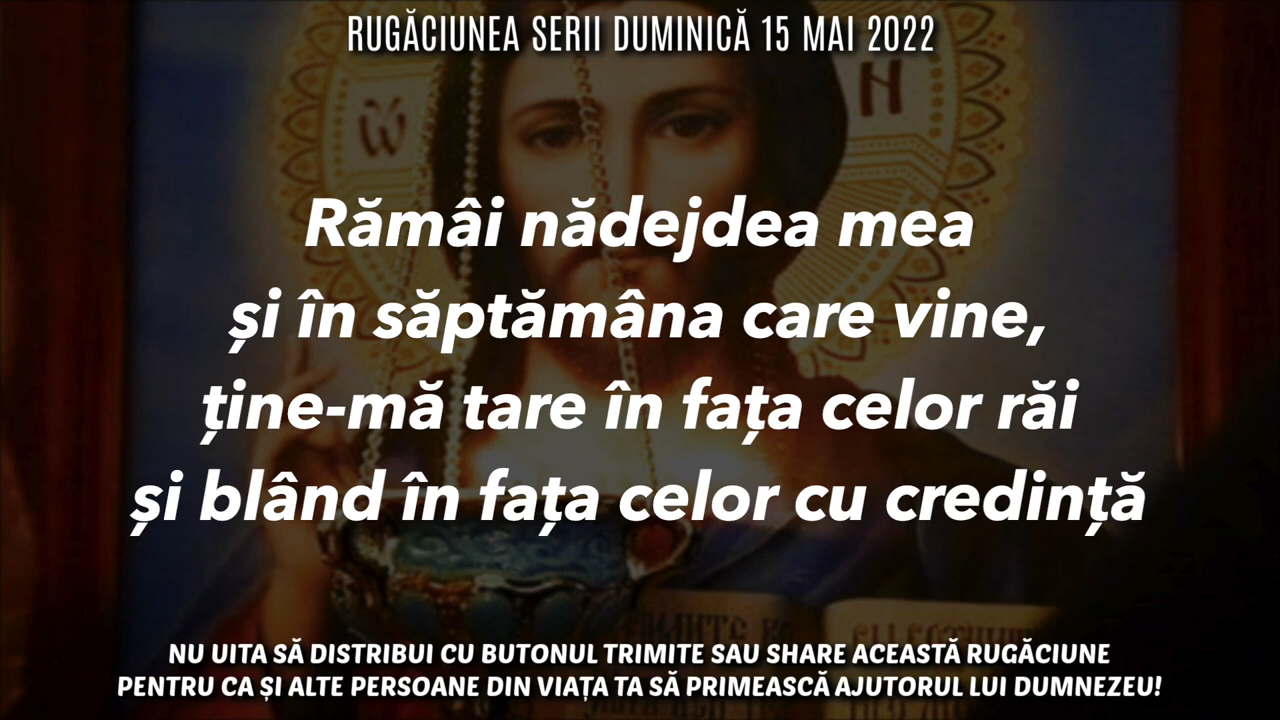 RUGĂCIUNEA SERII DUMINICĂ 15 MAI 2022
ѽ Н
Rămâi nădejdea mea
și în săptămâna care vine,
ține-mă tare în fața celor răi
și blând în fața celor cu credință
NU UITA SĂ DISTRIBUI CU BUTONUL TRIMITE SAU SHARE ACEASTĂ RUGĂCIUNE
PENTRU CA ȘI ALTE PERSOANE DIN VIAȚA TA SĂ PRIMEASCĂ AJUTORUL LUI DUMNEZEU!